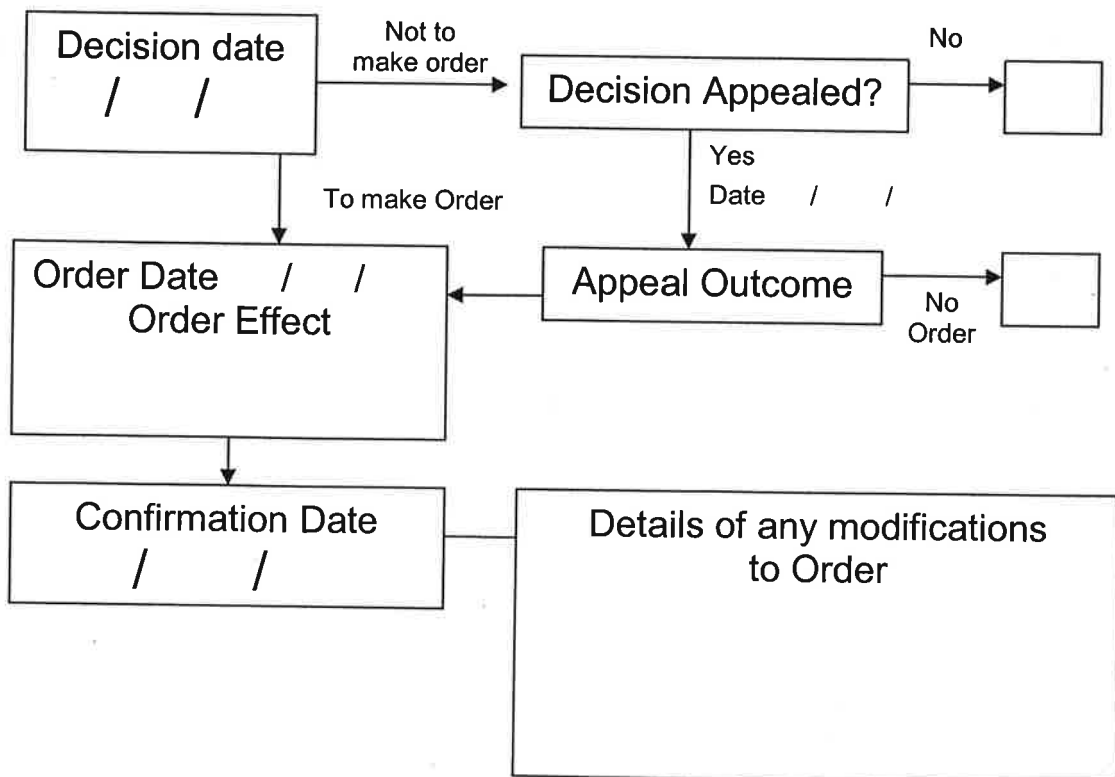 Decision date
/ /
Not to
make order
Decision Appealed?
No
Yes
Date / /
To make Order
Order Date / /
Order Effect
Appeal Outcome
No
Order
Confirmation Date
/ /
Details of any modifications
to Order